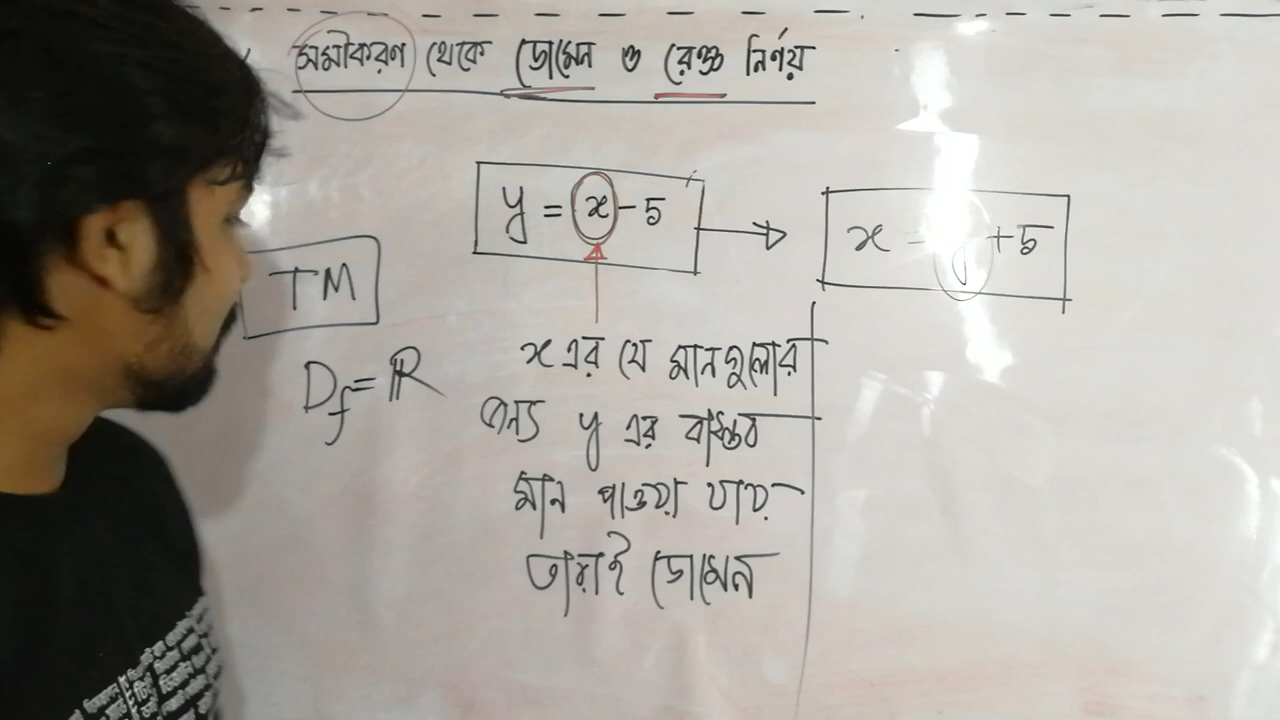 সমীকরণ থেকে ডোমেন ও রেঞ্জ নির্ণয়
y = x - 5
x = y + 5
TM
D_f = ℝ
x এর যে মানগুলোর
জন্য y এর বাস্তব
মান পাওয়া যায়
তারাই ডোমেন